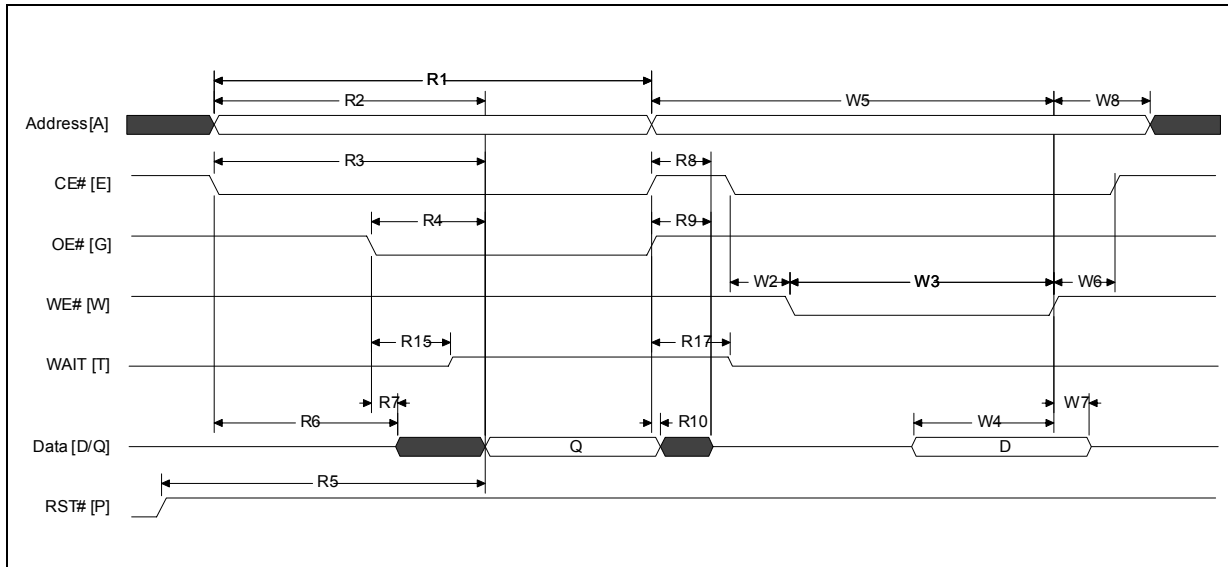 R1
R2
W5
W8
Address [A]
R3
R8
CE# [E]
R4
R9
OE# [G]
W2
W3
W6
WE# [W]
R15
R17
WAIT [T]
R7
W7
R6
R10
W4
Data [D/Q]
Q
D
R5
RST# [P]